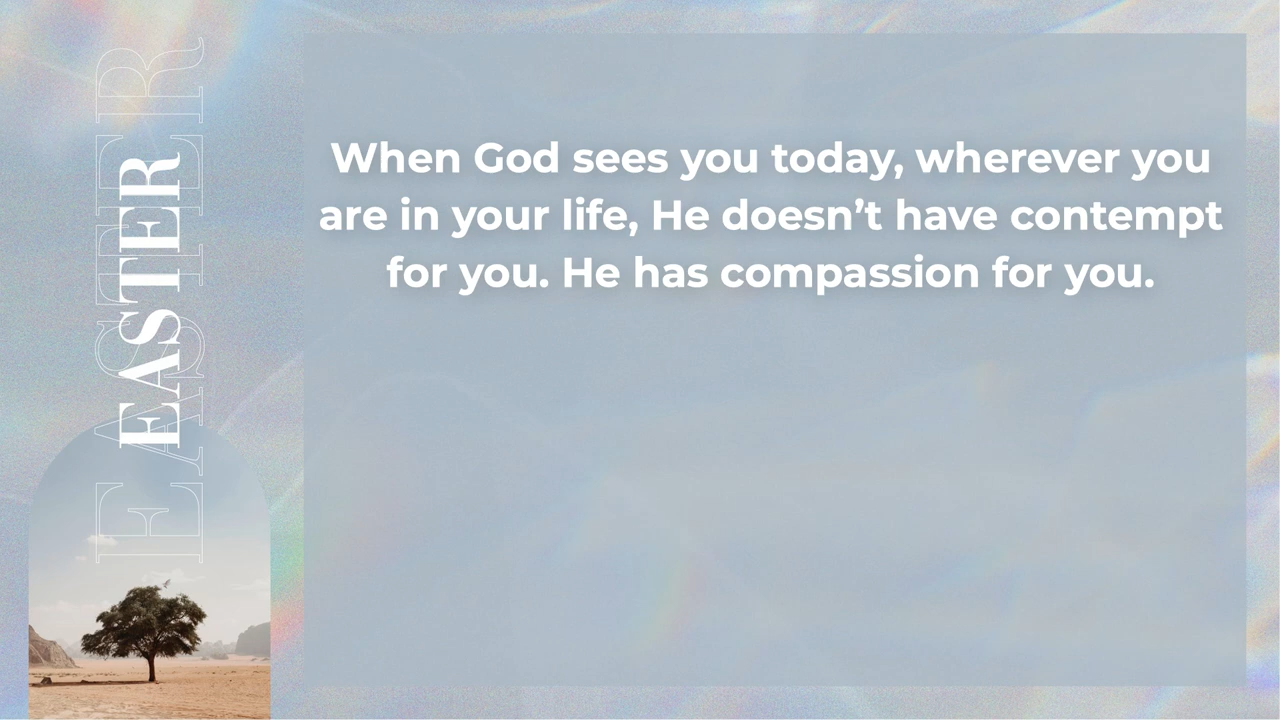 EASTER
EASTER
When God sees you today, wherever you
are in your life, He doesn’t have contempt
for you. He has compassion for you.